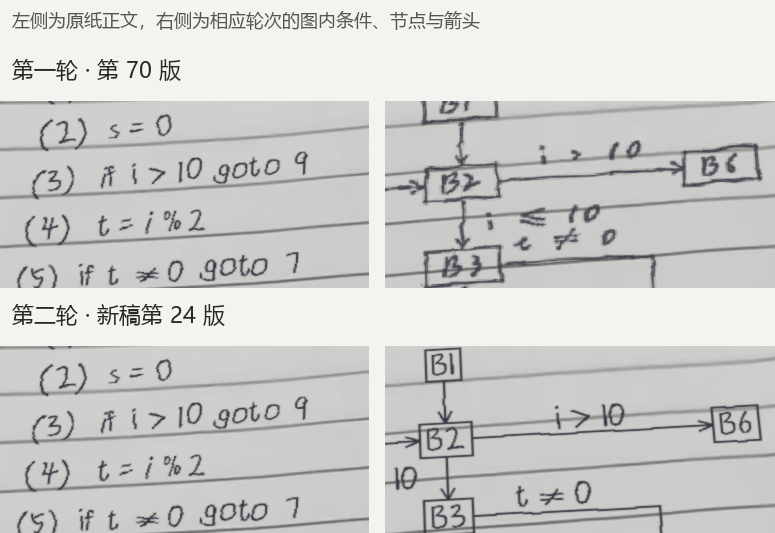 左侧为原纸正文，右侧为相应轮次的图内条件、节点与箭头
第一轮 · 第 70 版
(2) s = 0
(3) if i > 10 goto 9
(4) t = i % 2
(5) if t ≠ 0 goto 7
B1
i > 10
B2
B6
i ≤ 10
t ≠ 0
B3
第二轮 · 新稿第 24 版
(2) s = 0
(3) if i > 10 goto 9
(4) t = i % 2
(5) if t ≠ 0 goto 7
B1
i > 10
B2
B6
10
t ≠ 0
B3